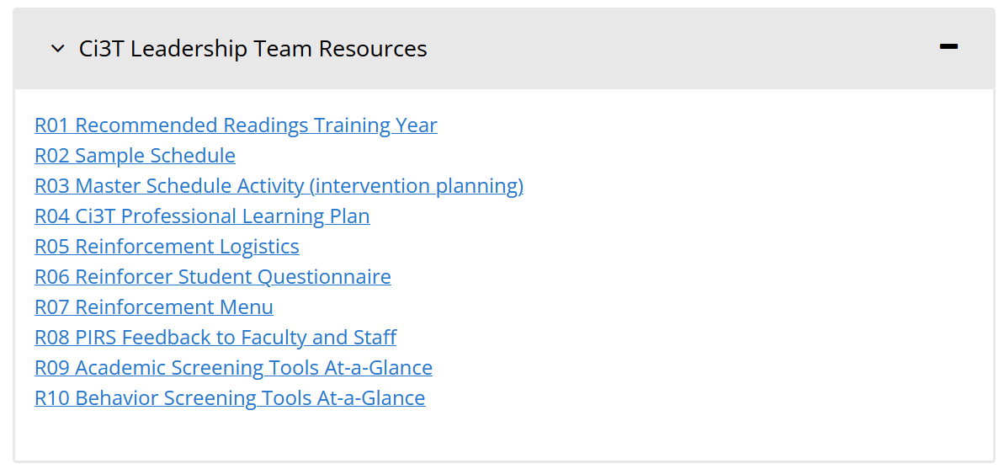 Ci3T Leadership Team Resources
R01 Recommended Readings Training Year
R02 Sample Schedule
R03 Master Schedule Activity (intervention planning)
R04 Ci3T Professional Learning Plan
R05 Reinforcement Logistics
R06 Reinforcer Student Questionnaire
R07 Reinforcement Menu
R08 PIRS Feedback to Faculty and Staff
R09 Academic Screening Tools At-a-Glance
R10 Behavior Screening Tools At-a-Glance